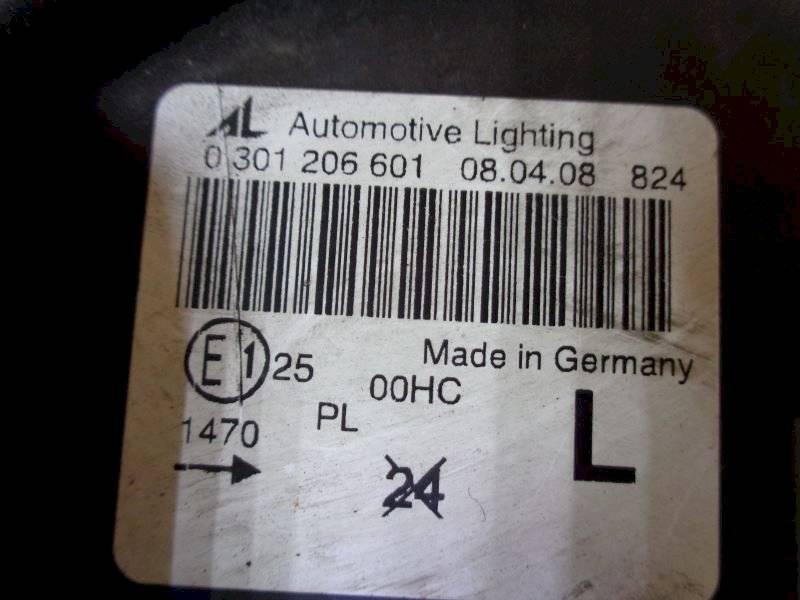 AL Automotive Lighting
0 301 206 601 08.04.08 824
E1 25 Made in Germany
00HC
PL
1470
L
24